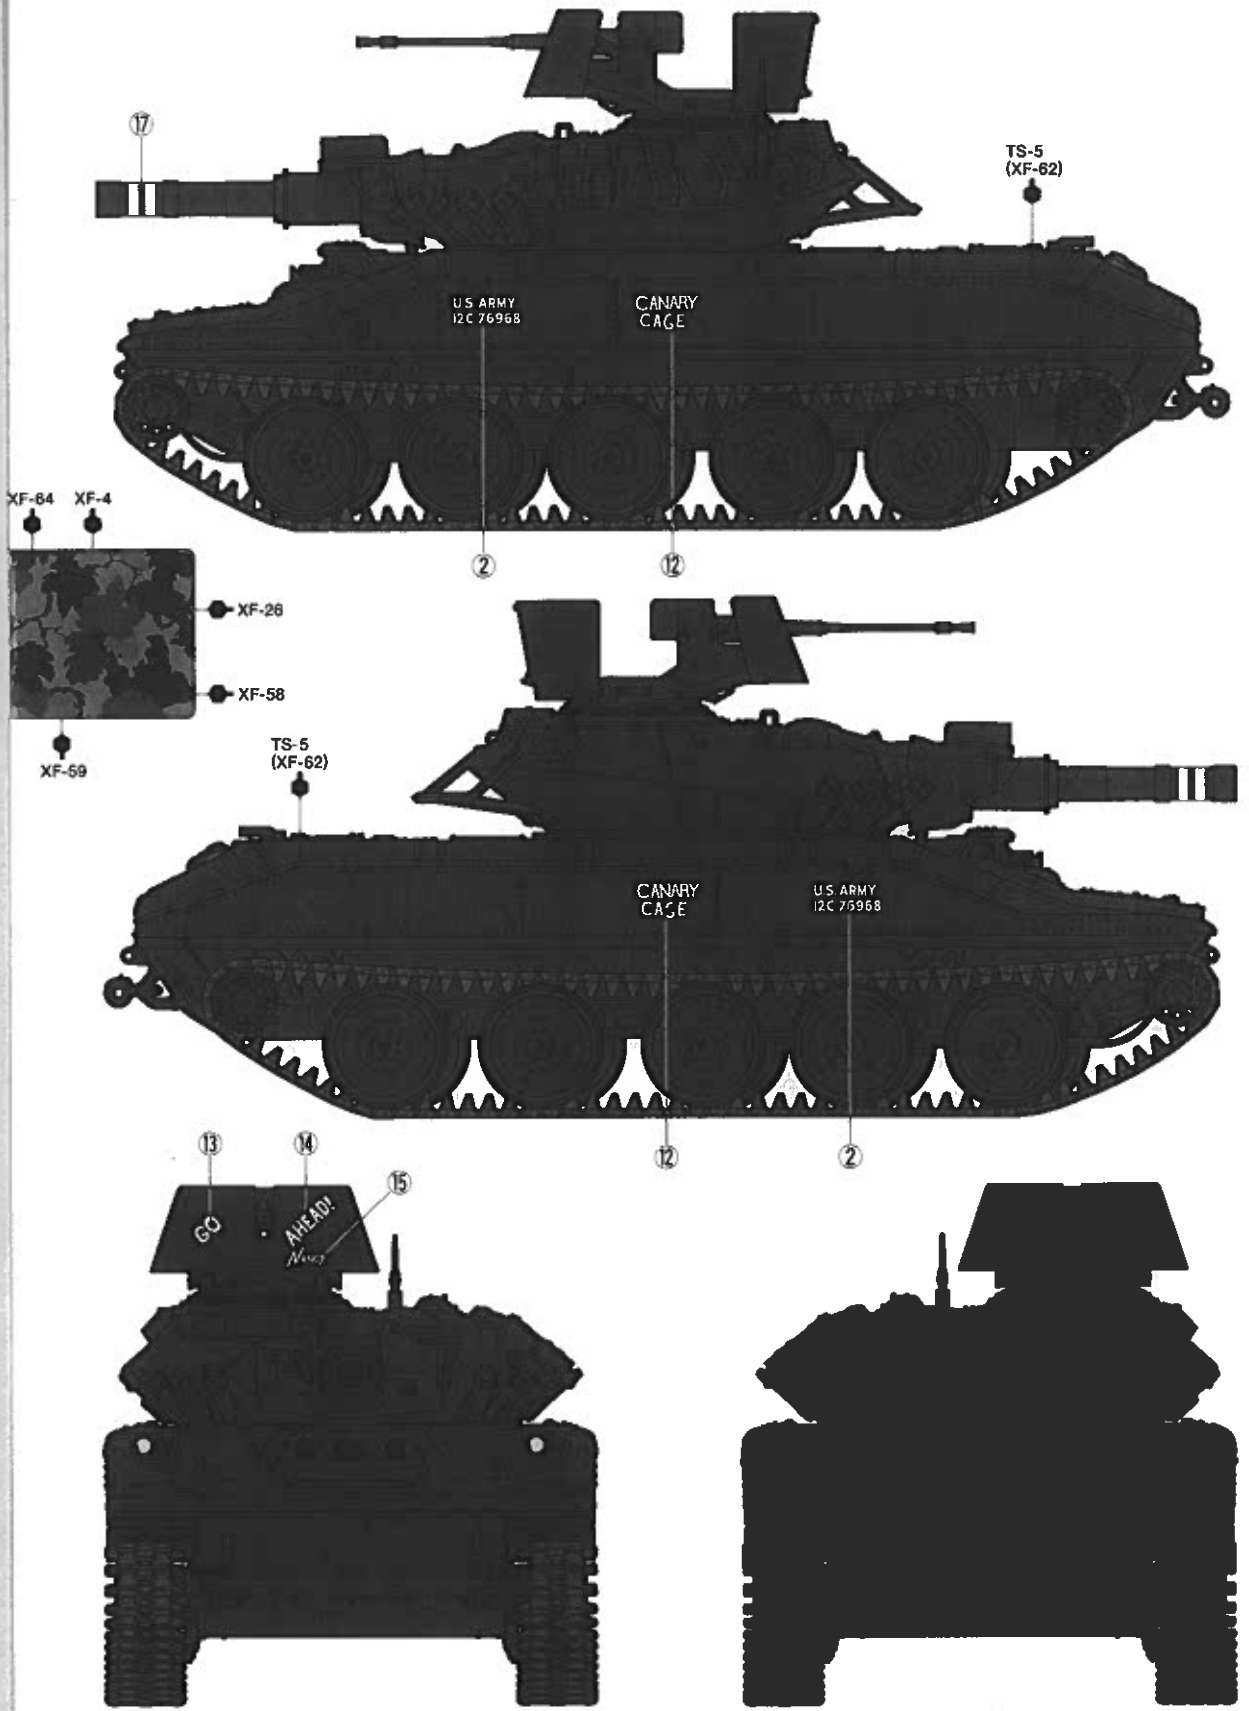 17
TS-5
(XF-62)
U.S. ARMY
12C 76968
CANARY
CAGE
XF-64
XF-4
2
12
XF-26
XF-58
XF-59
TS-5
(XF-62)
CANARY
CAGE
U.S. ARMY
12C 76968
12
2
13
14
15
GO
AHEAD!